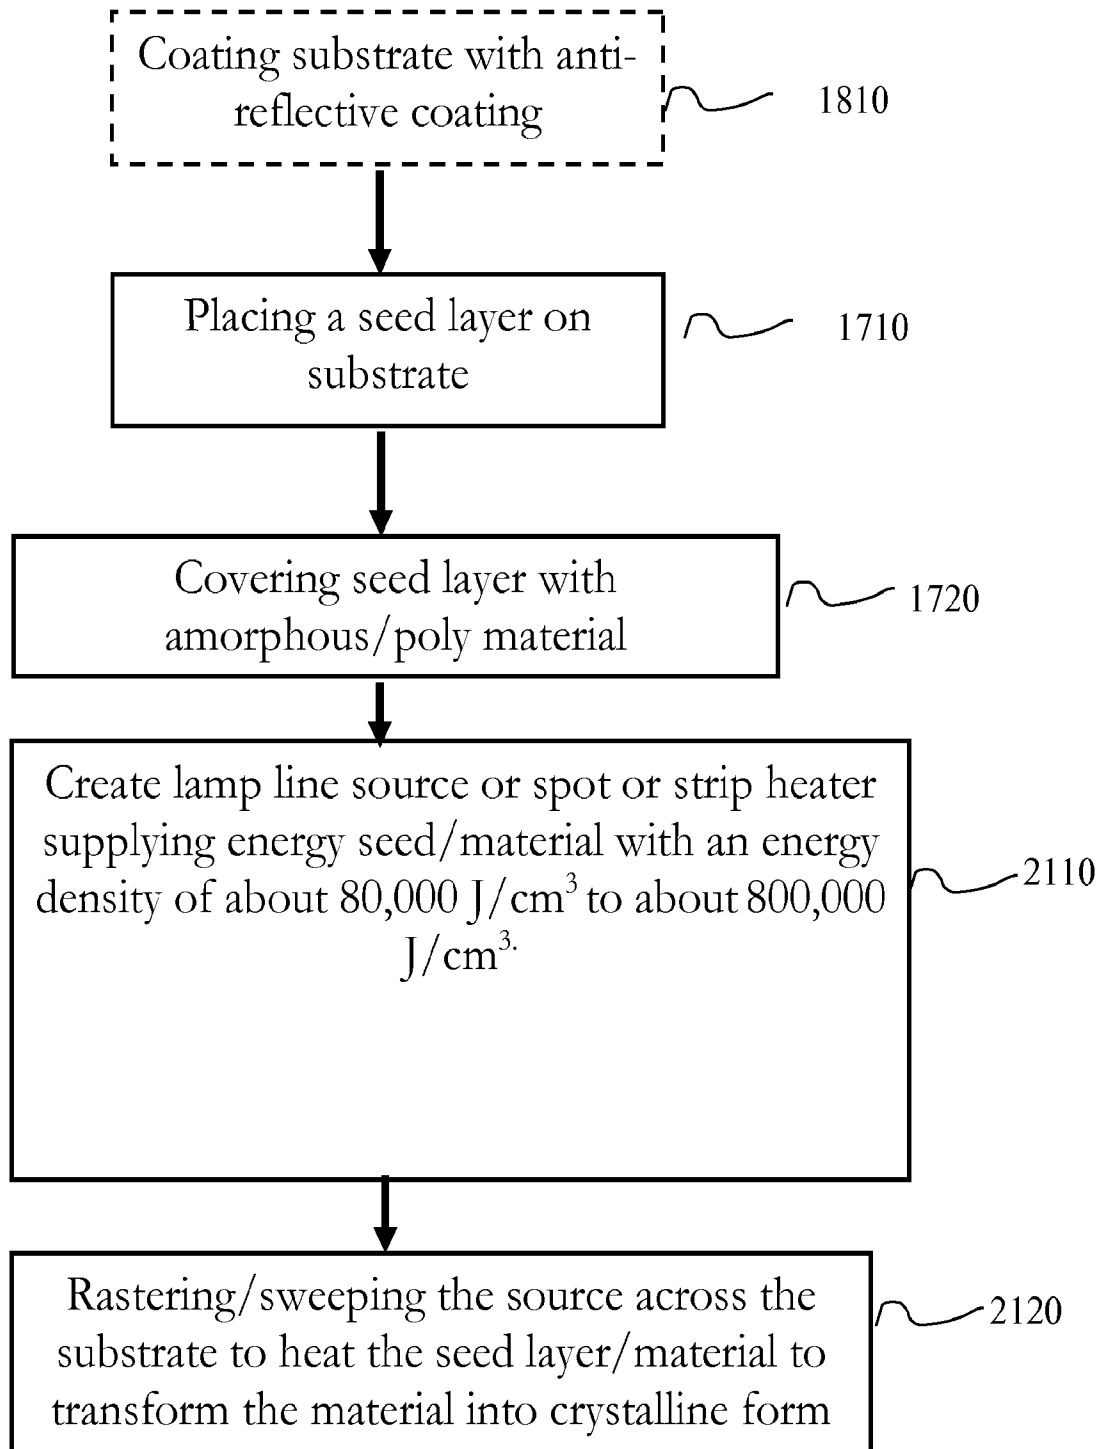 Coating substrate with anti-
reflective coating
1810
Placing a seed layer on
substrate
1710
Covering seed layer with
amorphous/poly material
1720
Create lamp line source or spot or strip heater
supplying energy seed/material with an energy
density of about 80,000 J/cm³ to about 800,000
J/cm³·
2110
Rastering/sweeping the source across the
substrate to heat the seed layer/material to
transform the material into crystalline form
2120